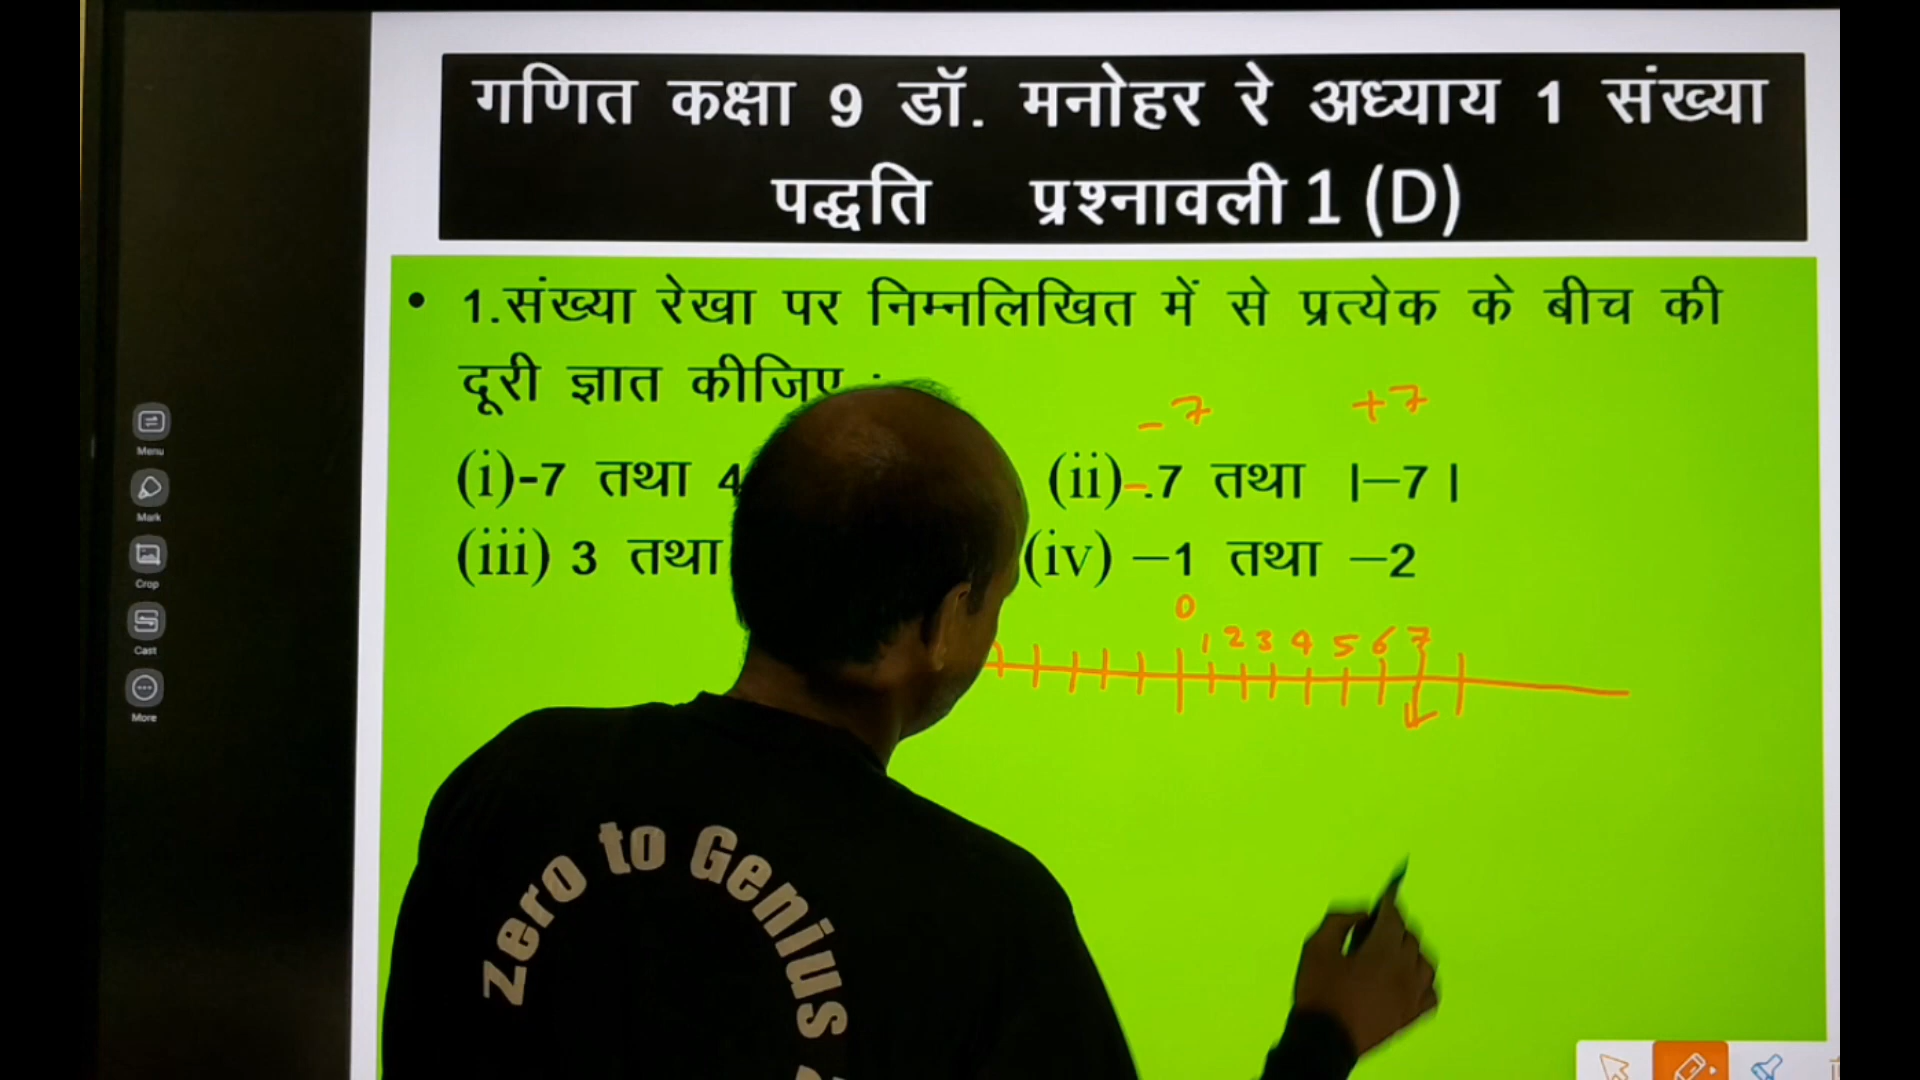 गणित कक्षा 9 डॉ. मनोहर रे अध्याय 1 संख्या
पद्धति प्रश्नावली 1 (D)
• 1.संख्या रेखा पर निम्नलिखित में से प्रत्येक के बीच की
दूरी ज्ञात कीजिए :
-7 +7
(i)-7 तथा 4 (ii)-.7 तथा |–7 |
(iii) 3 तथा (iv) –1 तथा –2
0
1 2 3 4 5 6 7
Menu
Mark
Crop
Cast
More
Zero to Genius